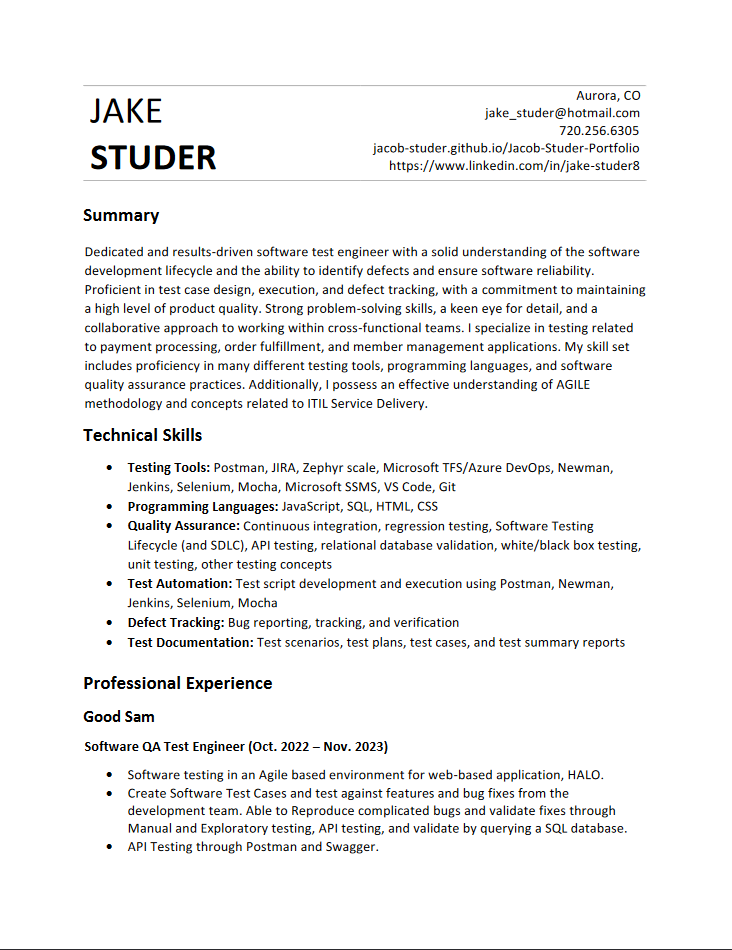 JAKE
STUDER
Aurora, CO
jake_studer@hotmail.com
720.256.6305
jacob-studer.github.io/Jacob-Studer-Portfolio
https://www.linkedin.com/in/jake-studer8
Summary
Dedicated and results-driven software test engineer with a solid understanding of the software
development lifecycle and the ability to identify defects and ensure software reliability.
Proficient in test case design, execution, and defect tracking, with a commitment to maintaining
a high level of product quality. Strong problem-solving skills, a keen eye for detail, and a
collaborative approach to working within cross-functional teams. I specialize in testing related
to payment processing, order fulfillment, and member management applications. My skill set
includes proficiency in many different testing tools, programming languages, and software
quality assurance practices. Additionally, I possess an effective understanding of AGILE
methodology and concepts related to ITIL Service Delivery.
Technical Skills
• Testing Tools: Postman, JIRA, Zephyr scale, Microsoft TFS/Azure DevOps, Newman,
Jenkins, Selenium, Mocha, Microsoft SSMS, VS Code, Git
• Programming Languages: JavaScript, SQL, HTML, CSS
• Quality Assurance: Continuous integration, regression testing, Software Testing
Lifecycle (and SDLC), API testing, relational database validation, white/black box testing,
unit testing, other testing concepts
• Test Automation: Test script development and execution using Postman, Newman,
Jenkins, Selenium, Mocha
• Defect Tracking: Bug reporting, tracking, and verification
• Test Documentation: Test scenarios, test plans, test cases, and test summary reports
Professional Experience
Good Sam
Software QA Test Engineer (Oct. 2022 – Nov. 2023)
• Software testing in an Agile based environment for web-based application, HALO.
• Create Software Test Cases and test against features and bug fixes from the
development team. Able to Reproduce complicated bugs and validate fixes through
Manual and Exploratory testing, API testing, and validate by querying a SQL database.
• API Testing through Postman and Swagger.